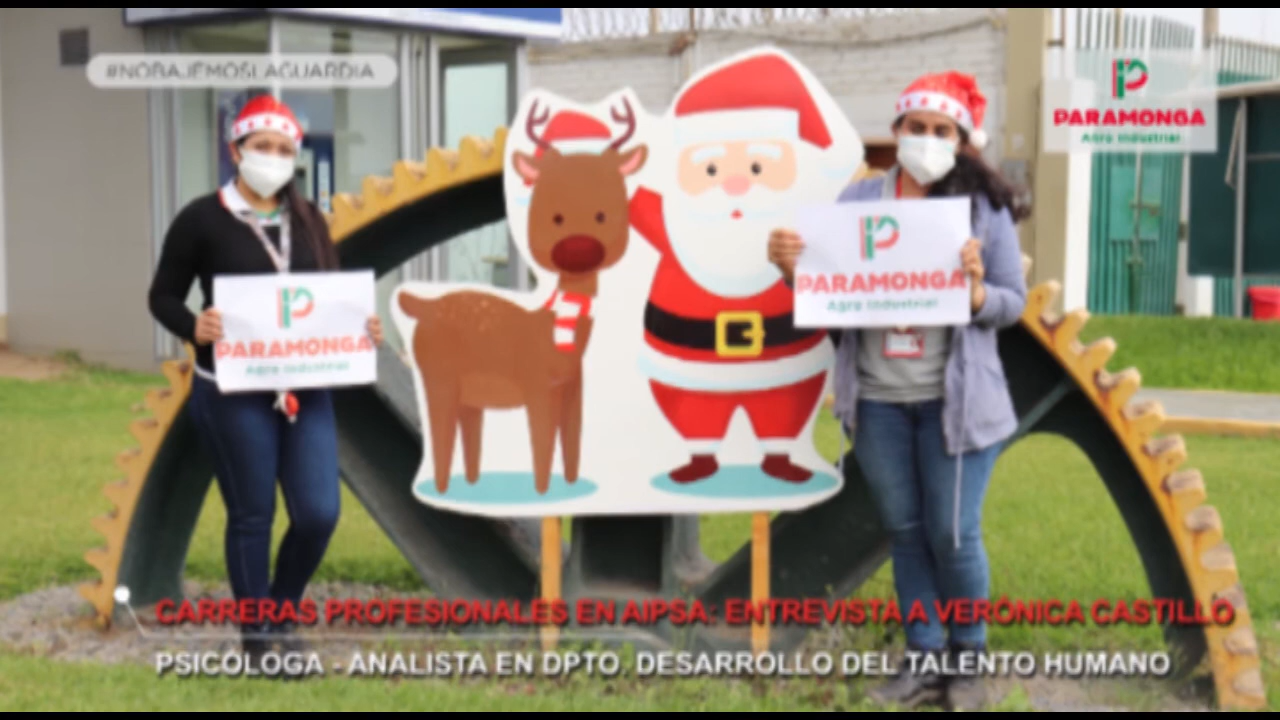 #NOBAJEMOSLAGUARDIA
PARAMONGA
Agro Industrial
PARAMONGA
Agro Industrial
PARAMONGA
Agro Industrial
CARRERAS PROFESIONALES EN AIPSA: ENTREVISTA A VERÓNICA CASTILLO
PSICÓLOGA - ANALISTA EN DPTO. DESARROLLO DEL TALENTO HUMANO